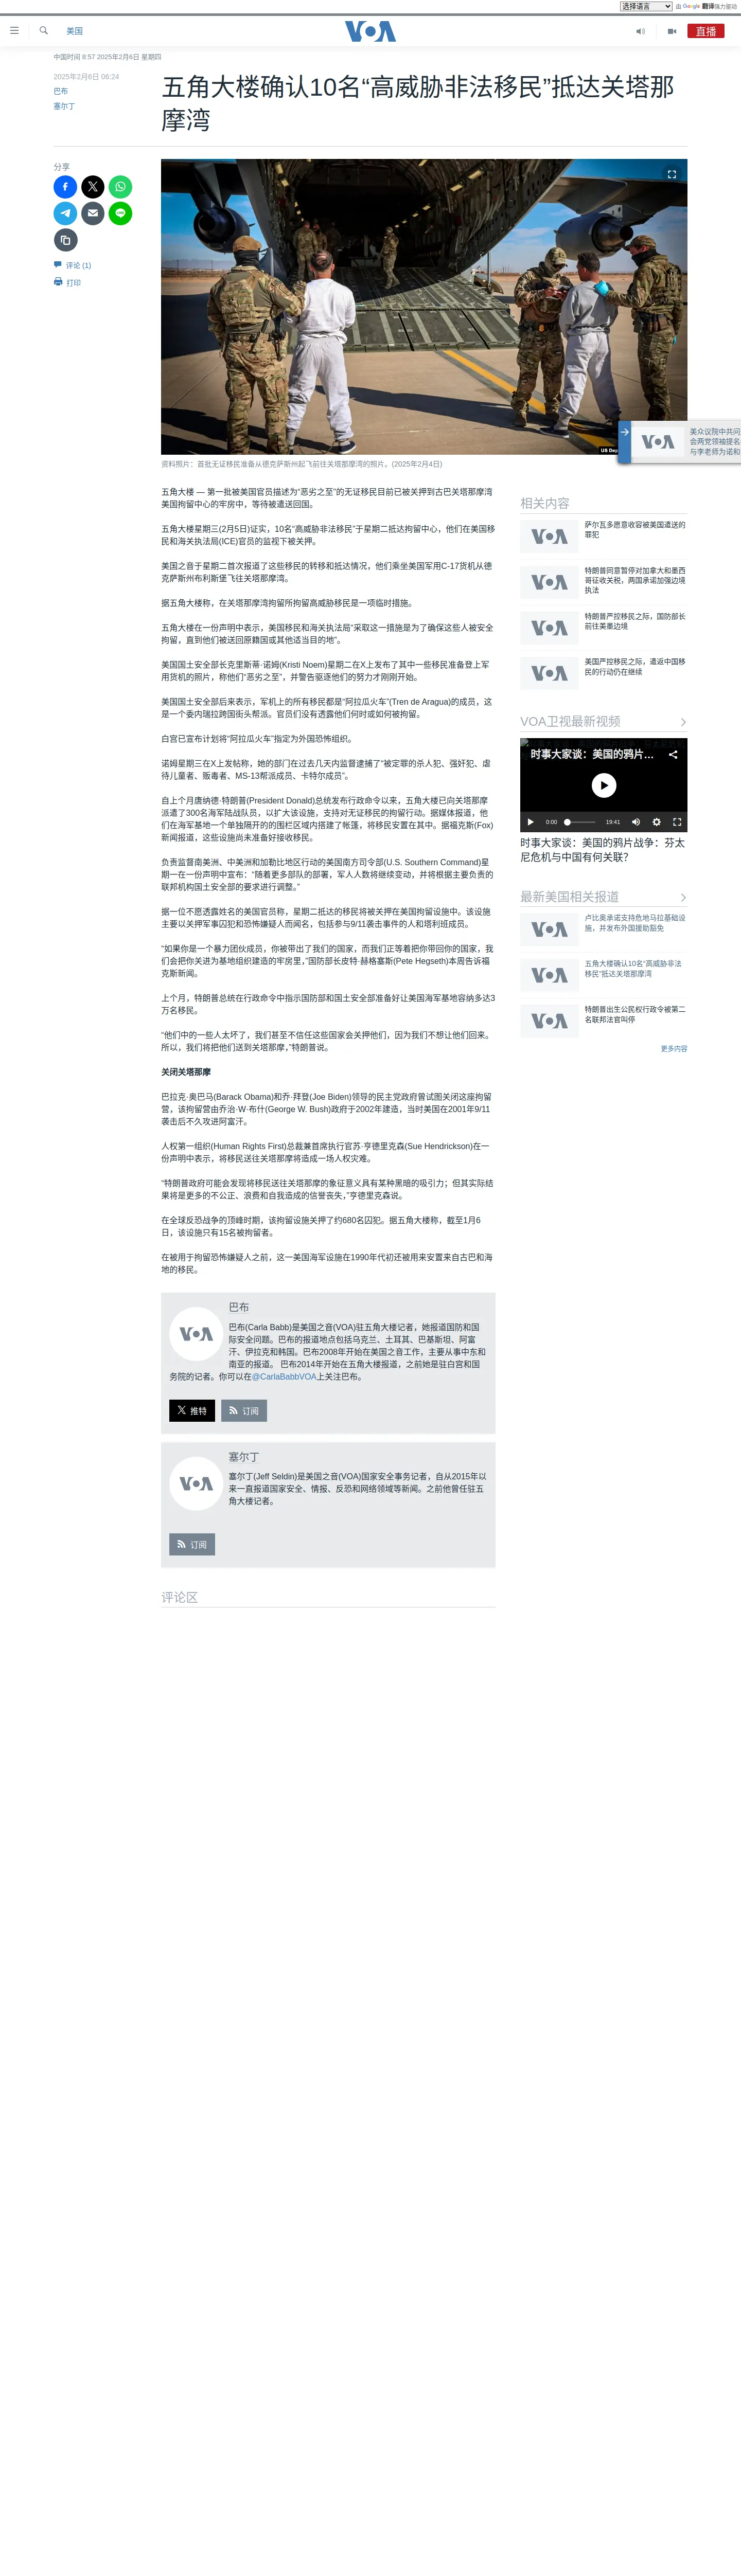 选择语言 由 Google 翻译强力驱动
美国
VOA
直播
中国时间 8:57 2025年2月6日 星期四
2025年2月6日 06:24
巴布
塞尔丁
五角大楼确认10名“高威胁非法移民”抵达关塔那
摩湾
分享
评论 (1)
打印
8
US Dep
资料照片：首批无证移民准备从德克萨斯州起飞前往关塔那摩湾的照片。(2025年2月4日)
美众议院中共问
会两党领袖提名
与李老师为诺和
五角大楼 — 第一批被美国官员描述为“恶劣之至”的无证移民目前已被关押到古巴关塔那摩湾
美国拘留中心的牢房中，等待被遣送回国。
五角大楼星期三(2月5日)证实，10名“高威胁非法移民”于星期二抵达拘留中心，他们在美国移
民和海关执法局(ICE)官员的监视下被关押。
美国之音于星期二首次报道了这些移民的转移和抵达情况，他们乘坐美国军用C-17货机从德
克萨斯州布利斯堡飞往关塔那摩湾。
据五角大楼称，在关塔那摩湾拘留所拘留高威胁移民是一项临时措施。
五角大楼在一份声明中表示，美国移民和海关执法局“采取这一措施是为了确保这些人被安全
拘留，直到他们被送回原籍国或其他适当目的地”。
美国国土安全部长克里斯蒂·诺姆(Kristi Noem)星期二在X上发布了其中一些移民准备登上军
用货机的照片，称他们“恶劣之至”，并警告驱逐他们的努力才刚刚开始。
美国国土安全部后来表示，军机上的所有移民都是“阿拉瓜火车”(Tren de Aragua)的成员，这
是一个委内瑞拉跨国街头帮派。官员们没有透露他们何时或如何被拘留。
白宫已宣布计划将“阿拉瓜火车”指定为外国恐怖组织。
诺姆星期三在X上发帖称，她的部门在过去几天内监督逮捕了“被定罪的杀人犯、强奸犯、虐
待儿童者、贩毒者、MS-13帮派成员、卡特尔成员”。
自上个月唐纳德·特朗普(President Donald)总统发布行政命令以来，五角大楼已向关塔那摩
派遣了300名海军陆战队员，以扩大该设施，支持对无证移民的拘留行动。据媒体报道，他
们在海军基地一个单独隔开的的围栏区域内搭建了帐篷，将移民安置在其中。据福克斯(Fox)
新闻报道，这些设施尚未准备好接收移民。
负责监督南美洲、中美洲和加勒比地区行动的美国南方司令部(U.S. Southern Command)星
期一在一份声明中宣布：“随着更多部队的部署，军人人数将继续变动，并将根据主要负责的
联邦机构国土安全部的要求进行调整。”
据一位不愿透露姓名的美国官员称，星期二抵达的移民将被关押在美国拘留设施中。该设施
主要以关押军事囚犯和恐怖嫌疑人而闻名，包括参与9/11袭击事件的人和塔利班成员。
“如果你是一个暴力团伙成员，你被带出了我们的国家，而我们正等着把你带回你的国家，我
们会把你关进为基地组织建造的牢房里，”国防部长皮特·赫格塞斯(Pete Hegseth)本周告诉福
克斯新闻。
上个月，特朗普总统在行政命令中指示国防部和国土安全部准备好让美国海军基地容纳多达3
万名移民。
“他们中的一些人太坏了，我们甚至不信任这些国家会关押他们，因为我们不想让他们回来。
所以，我们将把他们送到关塔那摩，”特朗普说。
关闭关塔那摩
巴拉克·奥巴马(Barack Obama)和乔·拜登(Joe Biden)领导的民主党政府曾试图关闭这座拘留
营，该拘留营由乔治·W·布什(George W. Bush)政府于2002年建造，当时美国在2001年9/11
袭击后不久攻进阿富汗。
人权第一组织(Human Rights First)总裁兼首席执行官苏·亨德里克森(Sue Hendrickson)在一
份声明中表示，将移民送往关塔那摩将造成一场人权灾难。
“特朗普政府可能会发现将移民送往关塔那摩的象征意义具有某种黑暗的吸引力；但其实际结
果将是更多的不公正、浪费和自我造成的信誉丧失，”亨德里克森说。
在全球反恐战争的顶峰时期，该拘留设施关押了约680名囚犯。据五角大楼称，截至1月6
日，该设施只有15名被拘留者。
在被用于拘留恐怖嫌疑人之前，这一美国海军设施在1990年代初还被用来安置来自古巴和海
地的移民。
VOA
巴布
巴布(Carla Babb)是美国之音(VOA)驻五角大楼记者，她报道国防和国
际安全问题。巴布的报道地点包括乌克兰、土耳其、巴基斯坦、阿富
汗、伊拉克和韩国。巴布2008年开始在美国之音工作，主要从事中东和
南亚的报道。 巴布2014年开始在五角大楼报道，之前她是驻白宫和国
务院的记者。你可以在@CarlaBabbVOA上关注巴布。
推特
订阅
VOA
塞尔丁
塞尔丁(Jeff Seldin)是美国之音(VOA)国家安全事务记者，自从2015年以
来一直报道国家安全、情报、反恐和网络领域等新闻。之前他曾任驻五
角大楼记者。
订阅
评论区
相关内容
VOA
萨尔瓦多愿意收容被美国遣送的
罪犯
VOA
特朗普同意暂停对加拿大和墨西
哥征收关税，两国承诺加强边境
执法
VOA
特朗普严控移民之际，国防部长
前往美墨边境
VOA
美国严控移民之际，遣返中国移
民的行动仍在继续
VOA卫视最新视频
时事大家谈：美国的鸦片...
0:00
19:41
时事大家谈：美国的鸦片战争：芬太
尼危机与中国有何关联？
最新美国相关报道
VOA
卢比奥承诺支持危地马拉基础设
施，并发布外国援助豁免
VOA
五角大楼确认10名“高威胁非法
移民”抵达关塔那摩湾
VOA
特朗普出生公民权行政令被第二
名联邦法官叫停
更多内容